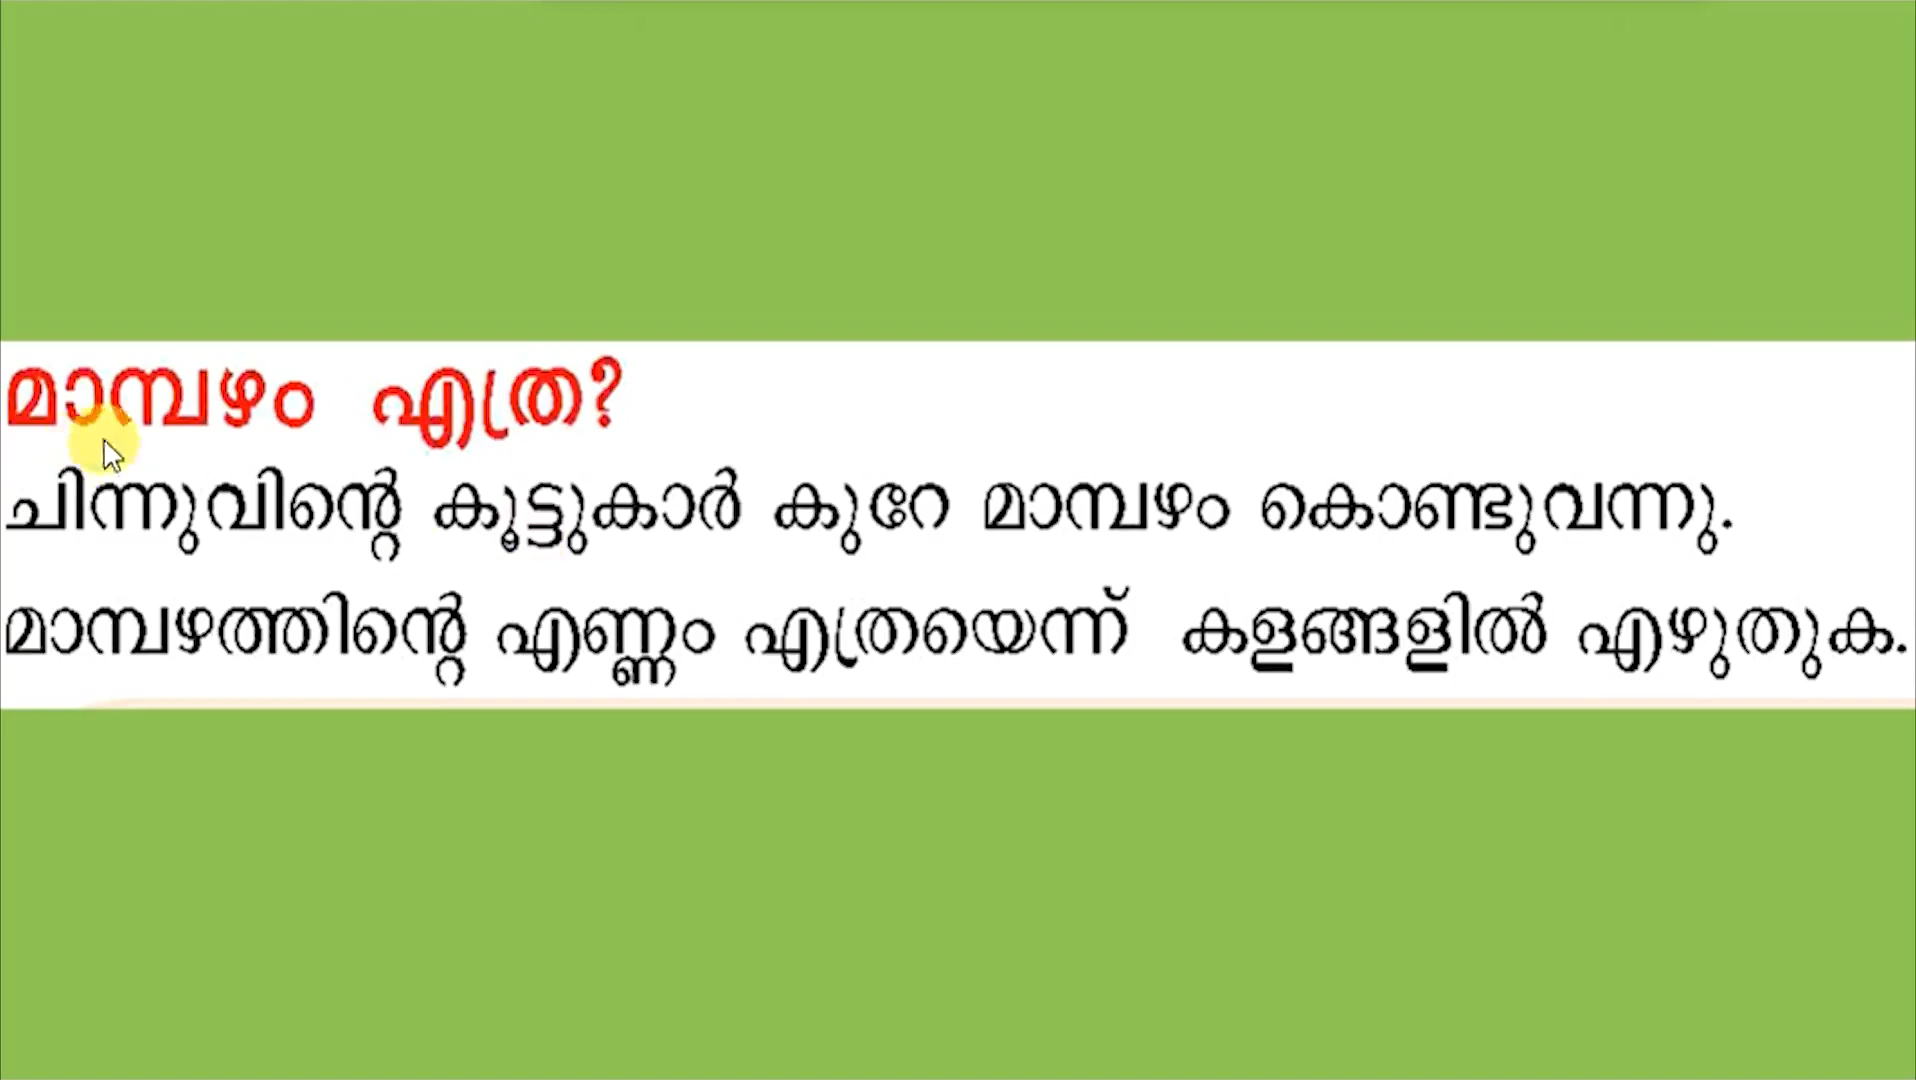 മാമ്പഴം എത്ര?
ചിന്നുവിന്റെ കൂട്ടുകാർ കുറേ മാമ്പഴം കൊണ്ടുവന്നു.
മാമ്പഴത്തിന്റെ എണ്ണം എത്രയെന്ന് കളങ്ങളിൽ എഴുതുക.